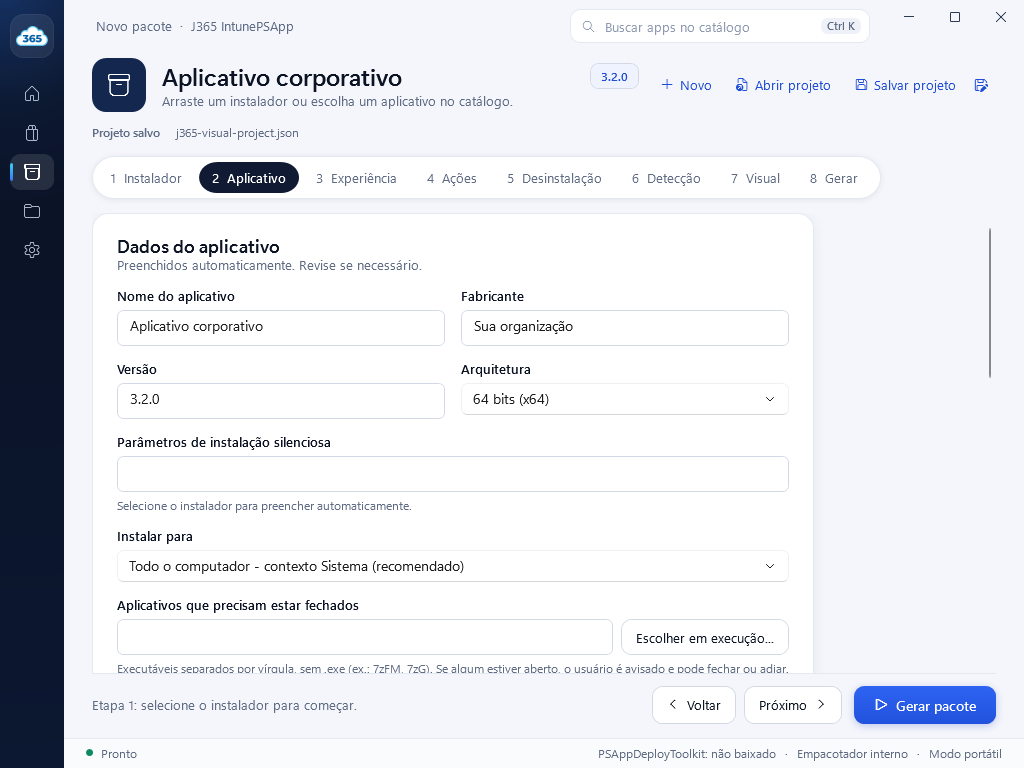 365
Novo pacote · J365 IntunePSApp
Buscar apps no catálogo
Ctrl K
Aplicativo corporativo
Arraste um instalador ou escolha um aplicativo no catálogo.
3.2.0
Novo
Abrir projeto
Salvar projeto
Projeto salvo j365-visual-project.json
1 Instalador
2 Aplicativo
3 Experiência
4 Ações
5 Desinstalação
6 Detecção
7 Visual
8 Gerar
Dados do aplicativo
Preenchidos automaticamente. Revise se necessário.
Nome do aplicativo
Fabricante
Aplicativo corporativo
Sua organização
Versão
Arquitetura
3.2.0
64 bits (x64)
Parâmetros de instalação silenciosa
Selecione o instalador para preencher automaticamente.
Instalar para
Todo o computador - contexto Sistema (recomendado)
Aplicativos que precisam estar fechados
Escolher em execução...
Executáveis separados por vírgula, sem .exe (ex.: 7zFM, 7zG). Se algum estiver aberto, o usuário é avisado e pode fechar ou adiar.
Etapa 1: selecione o instalador para começar.
Voltar
Próximo
Gerar pacote
Pronto
PSAppDeployToolkit: não baixado · Empacotador interno · Modo portátil